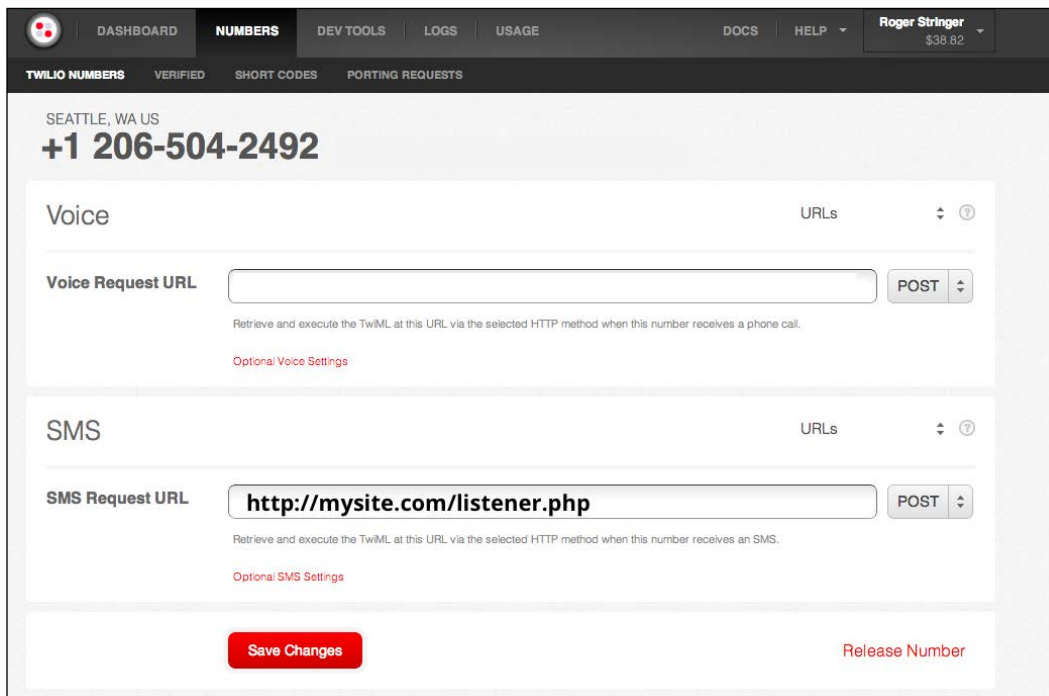 DASHBOARD NUMBERS DEV TOOLS LOGS USAGE DOCS HELP Roger Stringer
$38.82
TWILIO NUMBERS VERIFIED SHORT CODES PORTING REQUESTS
SEATTLE, WA US
+1 206-504-2492
Voice URLs ?
Voice Request URL POST
Retrieve and execute the TwiML at this URL via the selected HTTP method when this number receives a phone call.
Optional Voice Settings
SMS URLs ?
SMS Request URL http://mysite.com/listener.php POST
Retrieve and execute the TwiML at this URL via the selected HTTP method when this number receives an SMS.
Optional SMS Settings
Save Changes Release Number